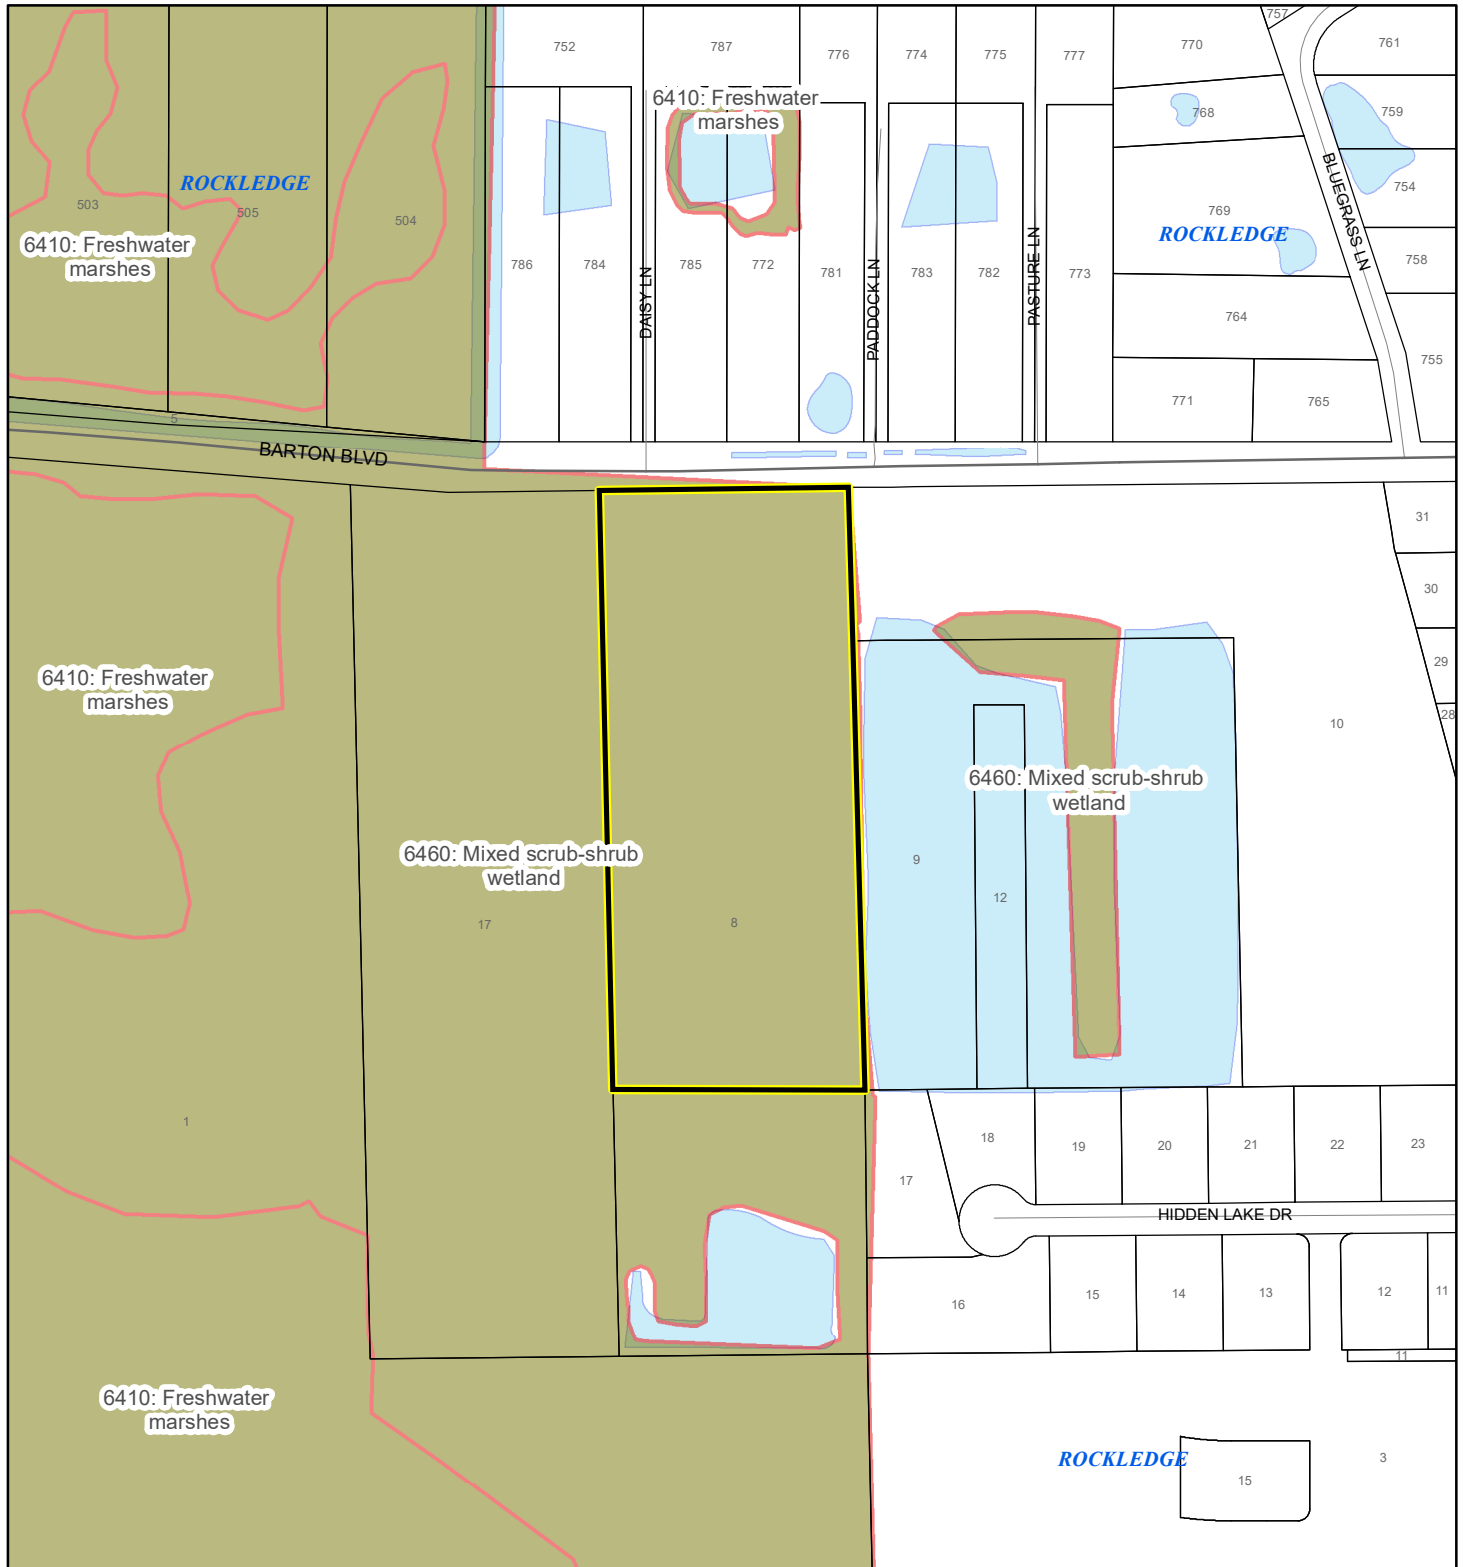 757
752
787
776
774
775
777
770
761
6410: Freshwater
marshes
768
759
ROCKLEDGE
503
505
504
BLUEGRASS LN
754
769
ROCKLEDGE
6410: Freshwater
marshes
786
784
DAISY LN
785
772
781
PADDOCK LN
783
782
PASTURE LN
773
758
764
755
771
765
5
BARTON BLVD
31
30
29
28
10
6410: Freshwater
marshes
6460: Mixed scrub-shrub
wetland
6460: Mixed scrub-shrub
wetland
9
12
17
8
1
18
19
20
21
22
23
17
HIDDEN LAKE DR
16
15
14
13
12
11
11
6410: Freshwater
marshes
ROCKLEDGE
15
3